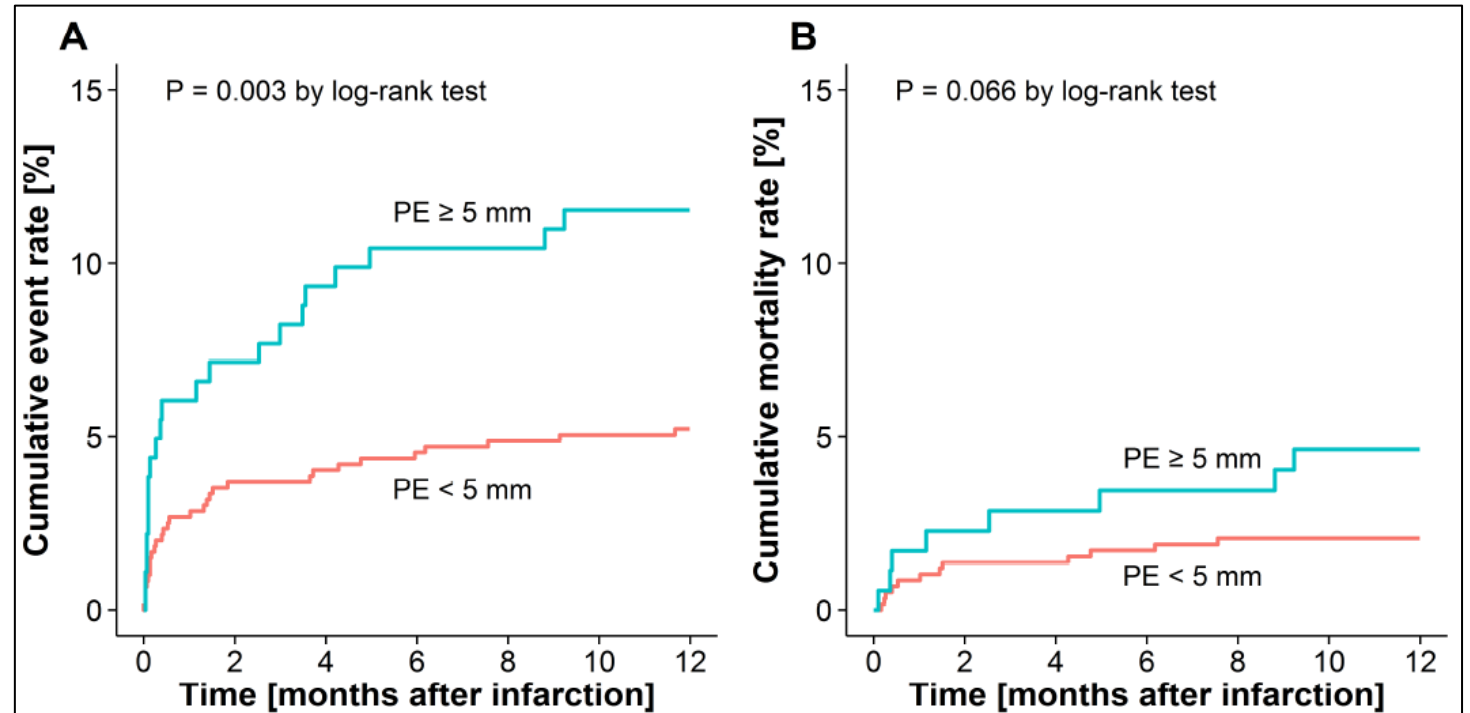 A
P = 0.003 by log-rank test
Cumulative event rate [%]
15
10
5
0
PE ≥ 5 mm
PE < 5 mm
0 2 4 6 8 10 12
Time [months after infarction]
B
P = 0.066 by log-rank test
Cumulative mortality rate [%]
15
10
5
0
PE ≥ 5 mm
PE < 5 mm
0 2 4 6 8 10 12
Time [months after infarction]